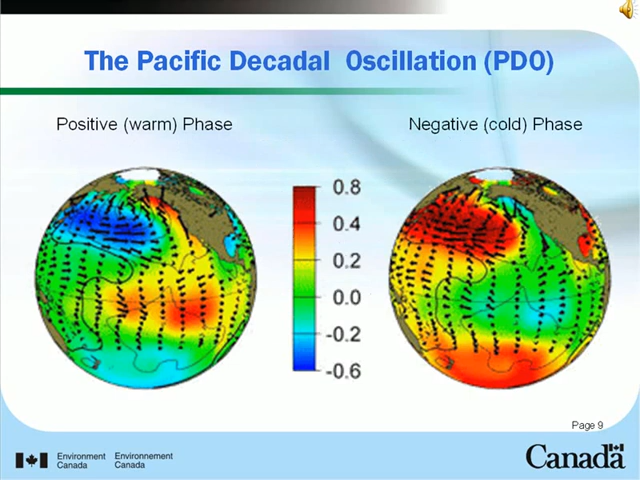 The Pacific Decadal Oscillation (PDO)
Positive (warm) Phase
Negative (cold) Phase
0.8
0.4
0.2
0.0
-0.2
-0.6
Page 9
Environment Canada
Environnement Canada
Canada